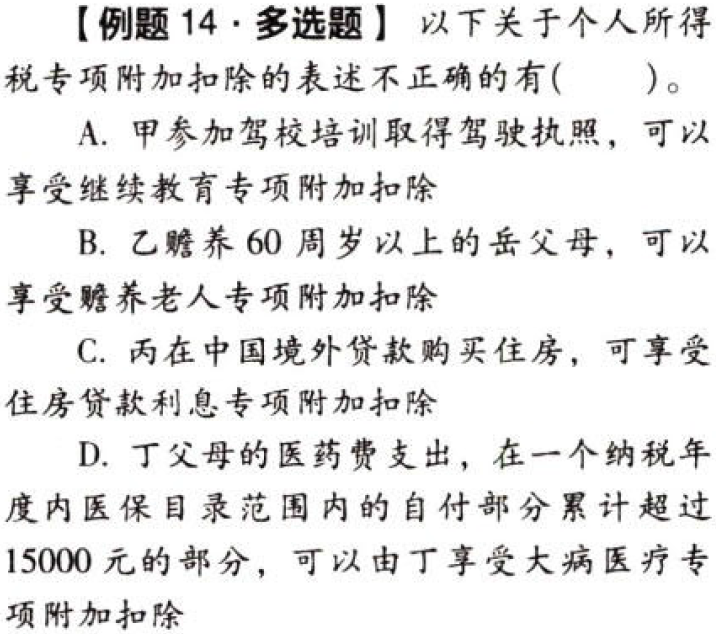 【例题 14·多选题】 以下关于个人所得
税专项附加扣除的表述不正确的有(  )。
A. 甲参加驾校培训取得驾驶执照，可以
享受继续教育专项附加扣除
B. 乙赡养 60 周岁以上的岳父母，可以
享受赡养老人专项附加扣除
C. 丙在中国境外贷款购买住房，可享受
住房贷款利息专项附加扣除
D. 丁父母的医药费支出，在一个纳税年
度内医保目录范围内的自付部分累计超过
15000 元的部分，可以由丁享受大病医疗专
项附加扣除